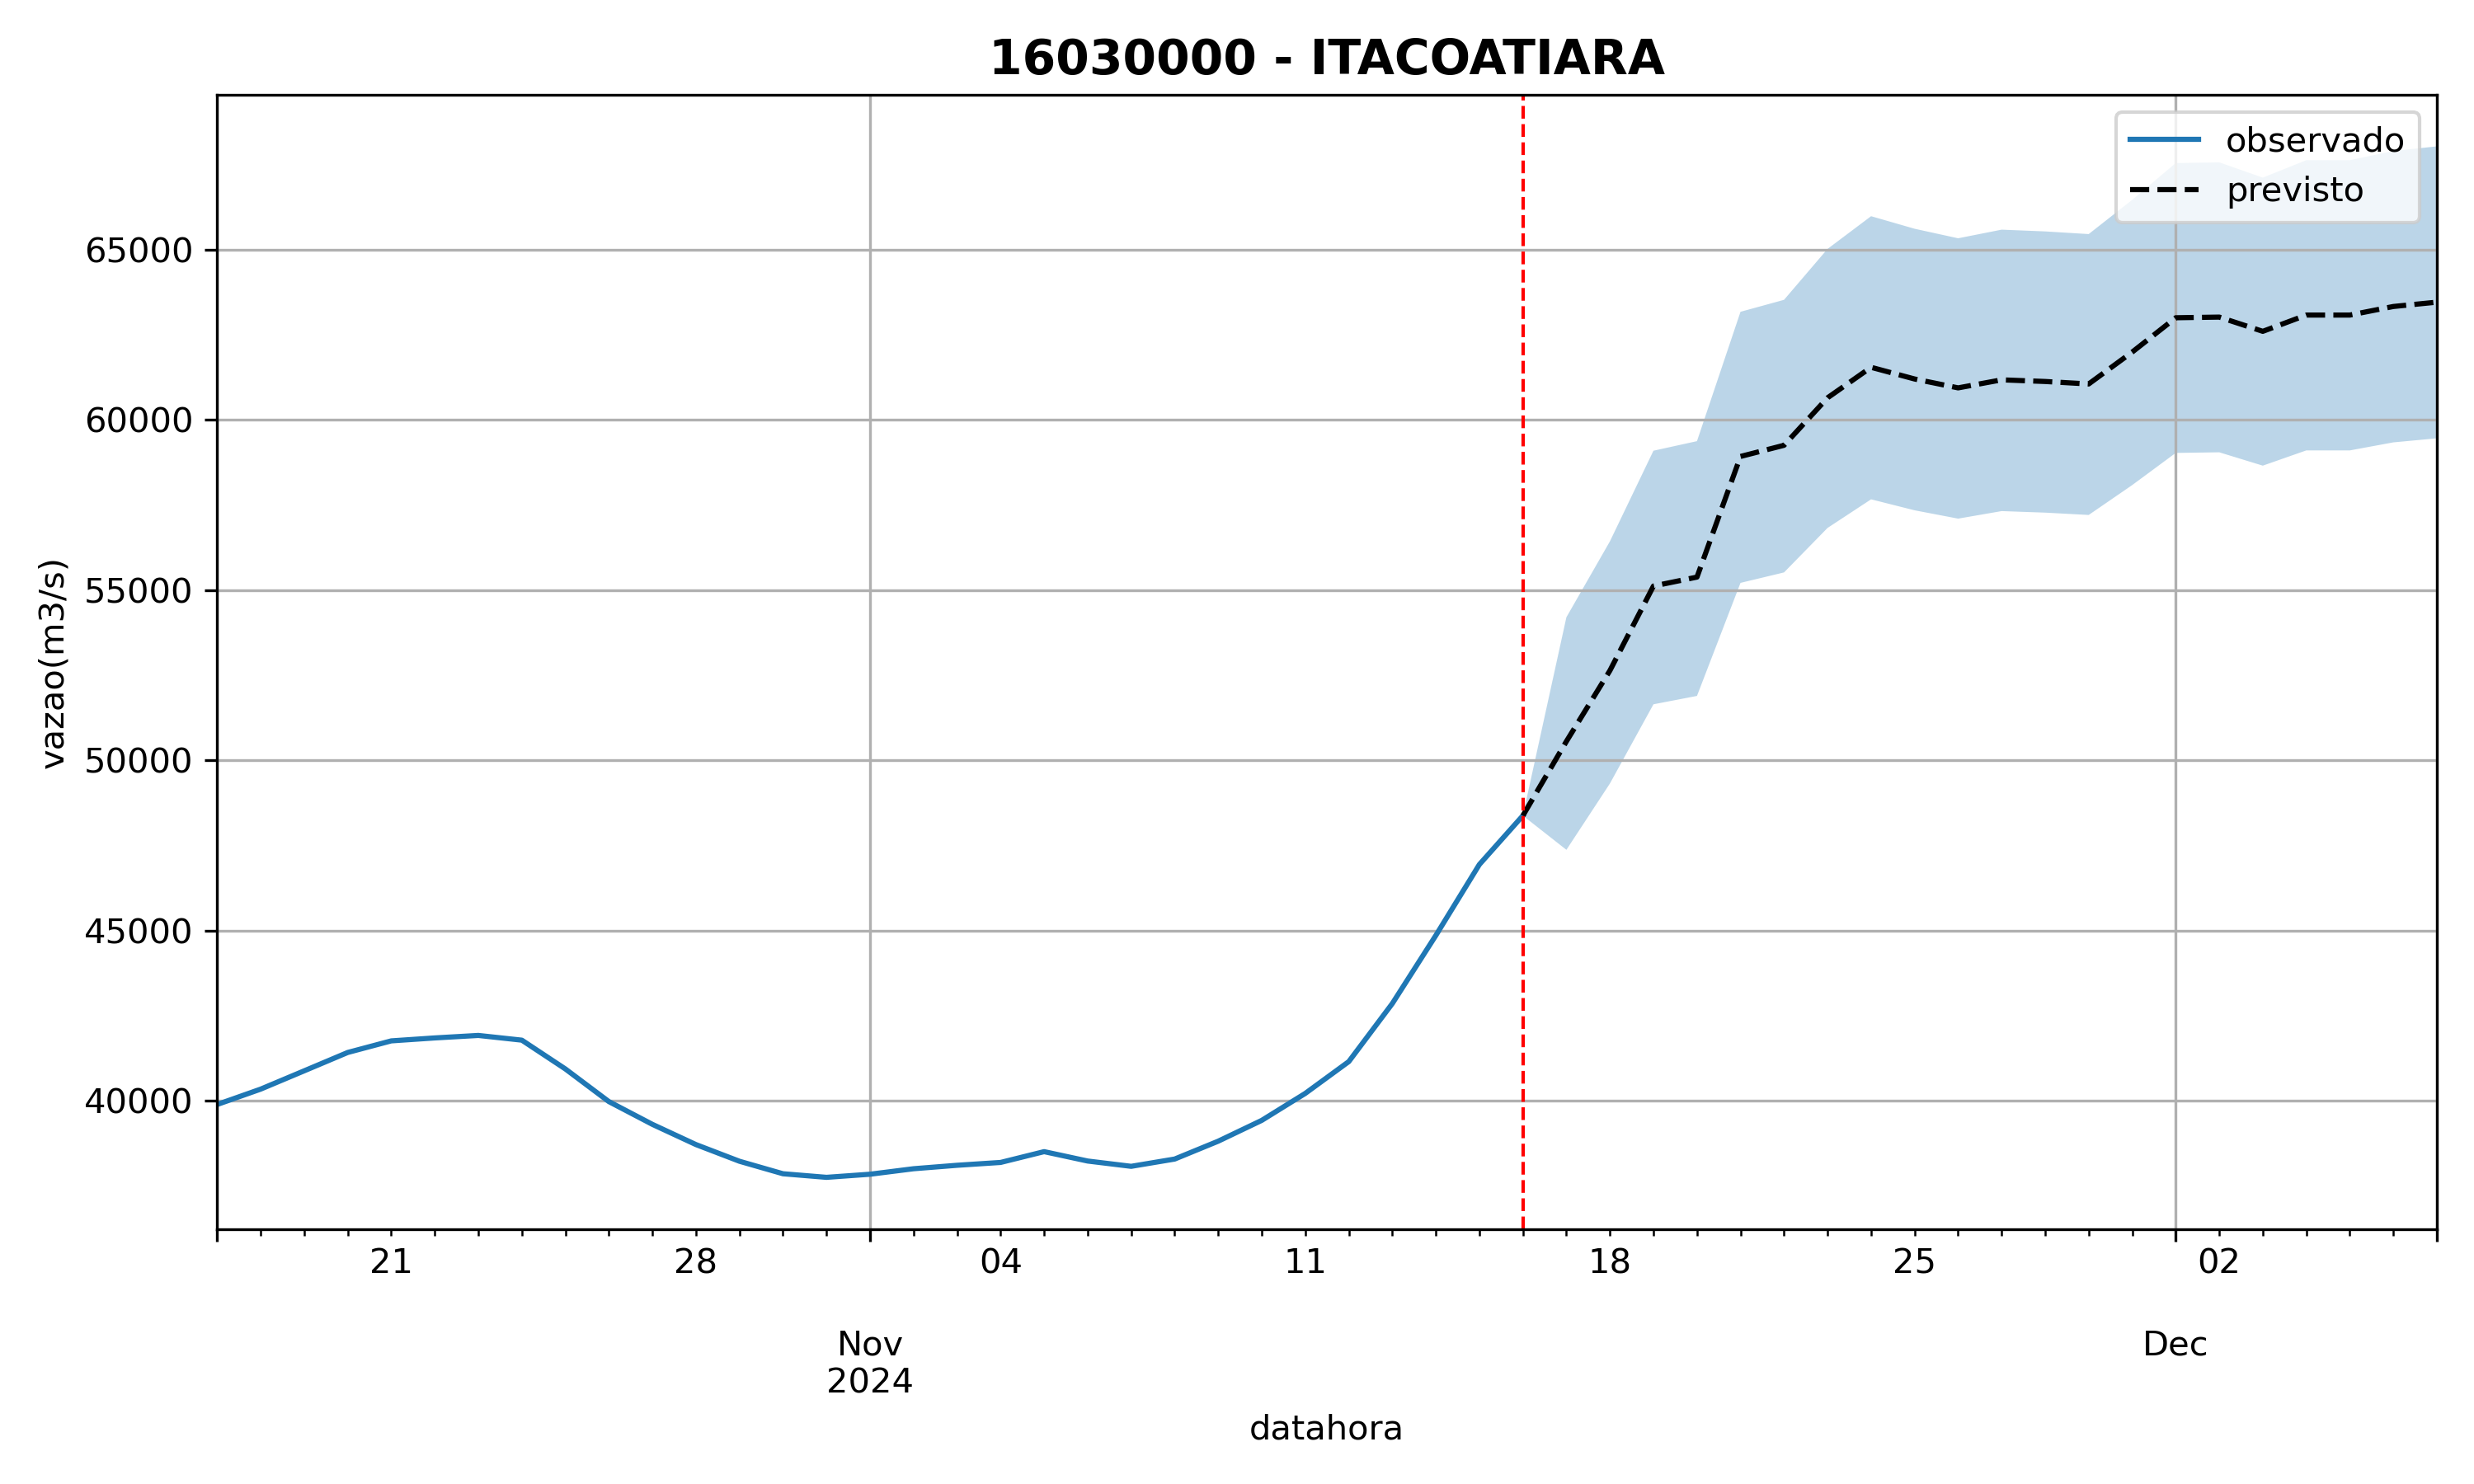 16030000 - ITACOATIARA
observado
previsto
65000
60000
55000
50000
45000
40000
vazao(m3/s)
21 28 04 11 18 25 02
Nov Dec
2024
datahora